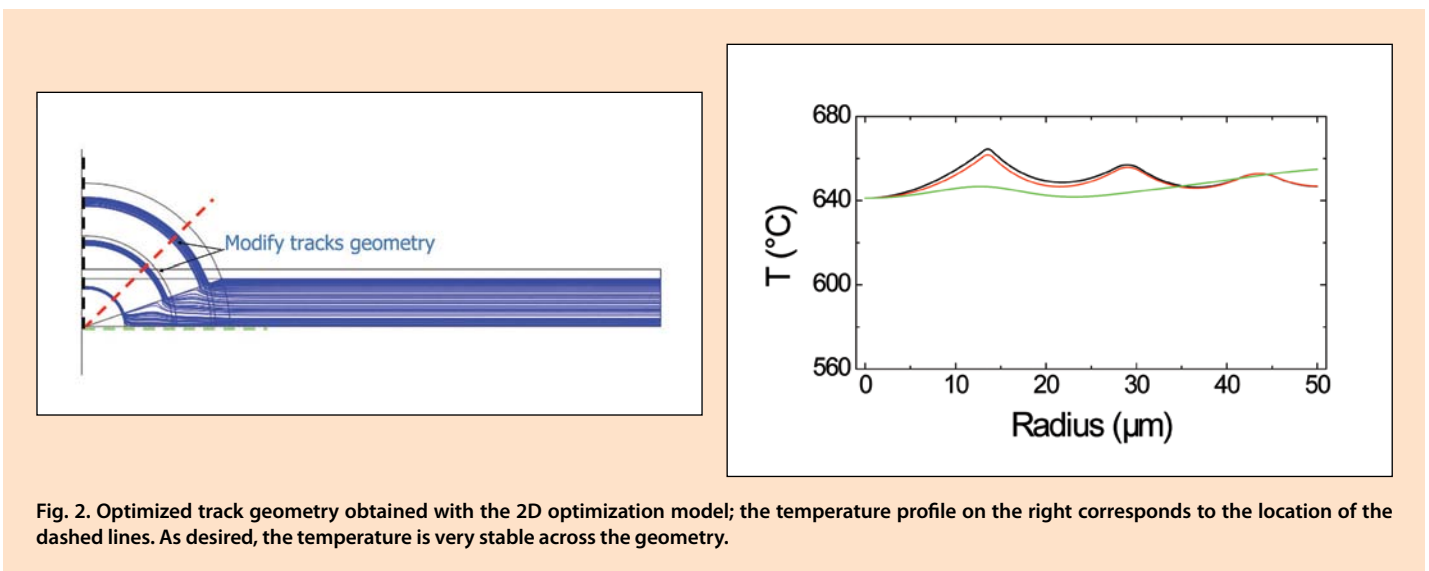 Modify tracks geometry
680
640
600
560
T (°C)
0 10 20 30 40 50
Radius (µm)
Fig. 2. Optimized track geometry obtained with the 2D optimization model; the temperature profile on the right corresponds to the location of the
dashed lines. As desired, the temperature is very stable across the geometry.